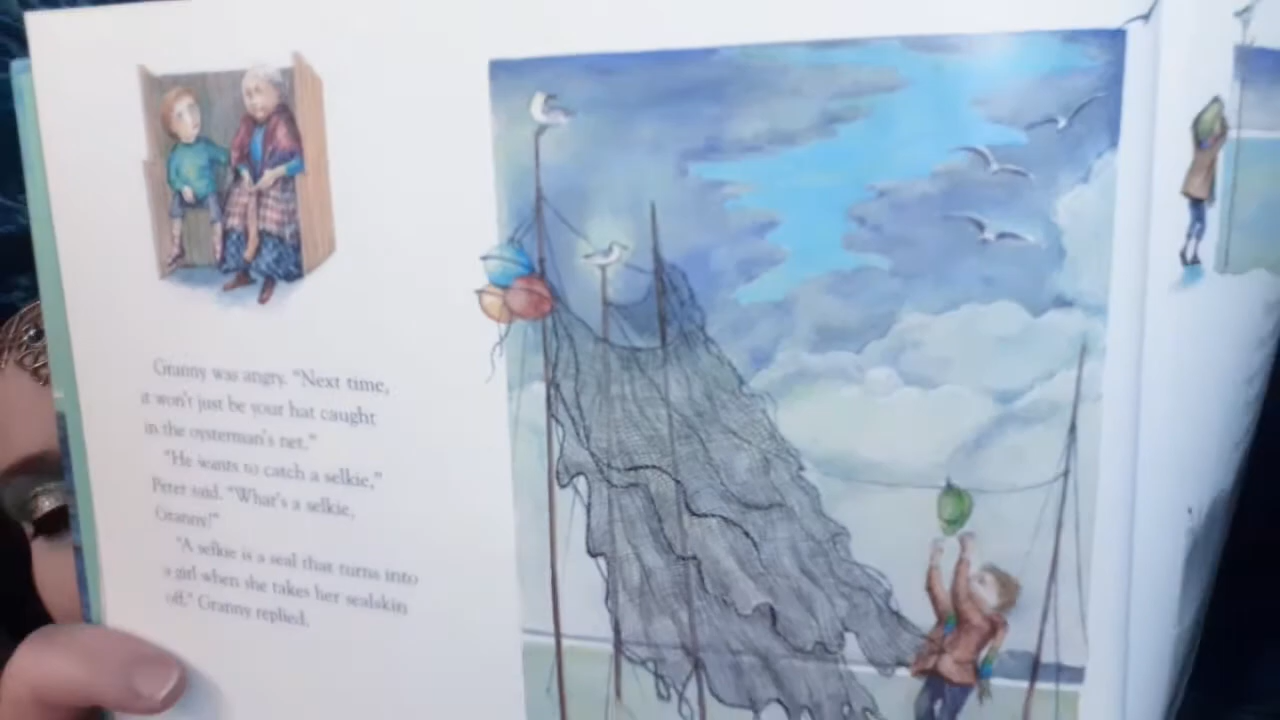 Granny was angry. "Next time,
it won't just be your hat caught
in the oysterman's net."
"He wants to catch a selkie,"
Peter said. "What's a selkie,
Granny?"
"A selkie is a seal that turns into
a girl when she takes her sealskin
off," Granny replied.